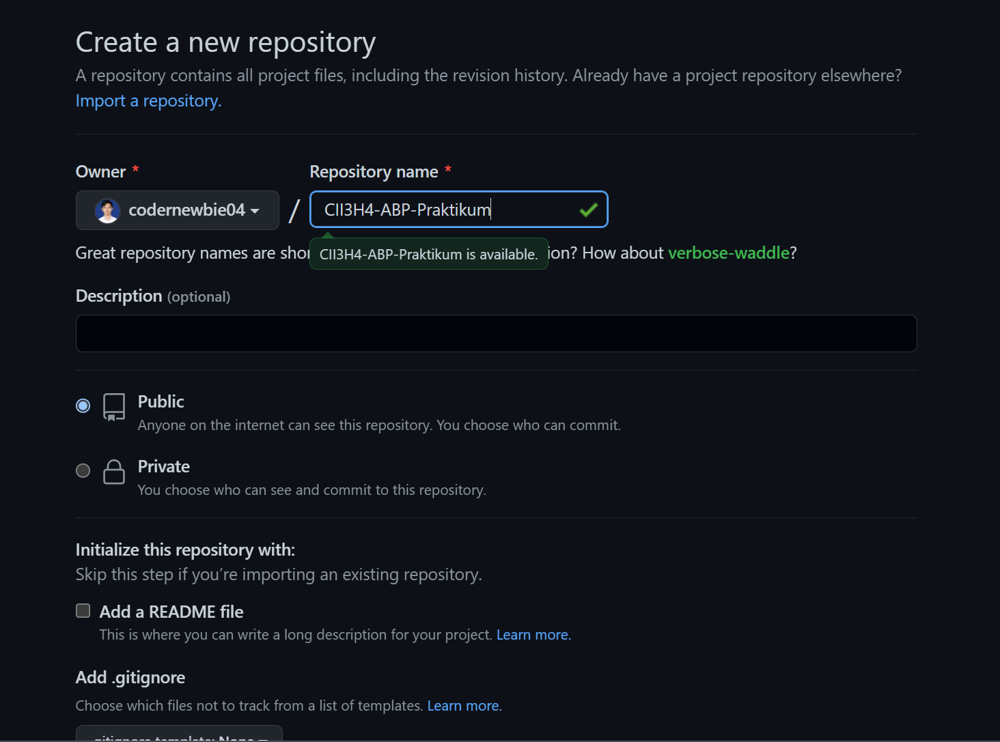 Create a new repository
A repository contains all project files, including the revision history. Already have a project repository elsewhere?
Import a repository.
Owner *
Repository name *
codernewbie04
/
CII3H4-ABP-Praktikum
Great repository names are shor
CII3H4-ABP-Praktikum is available.
ion? How about verbose-waddle?
Description (optional)
Public
Anyone on the internet can see this repository. You choose who can commit.
Private
You choose who can see and commit to this repository.
Initialize this repository with:
Skip this step if you’re importing an existing repository.
Add a README file
This is where you can write a long description for your project. Learn more.
Add .gitignore
Choose which files not to track from a list of templates. Learn more.
.gitignore template: None